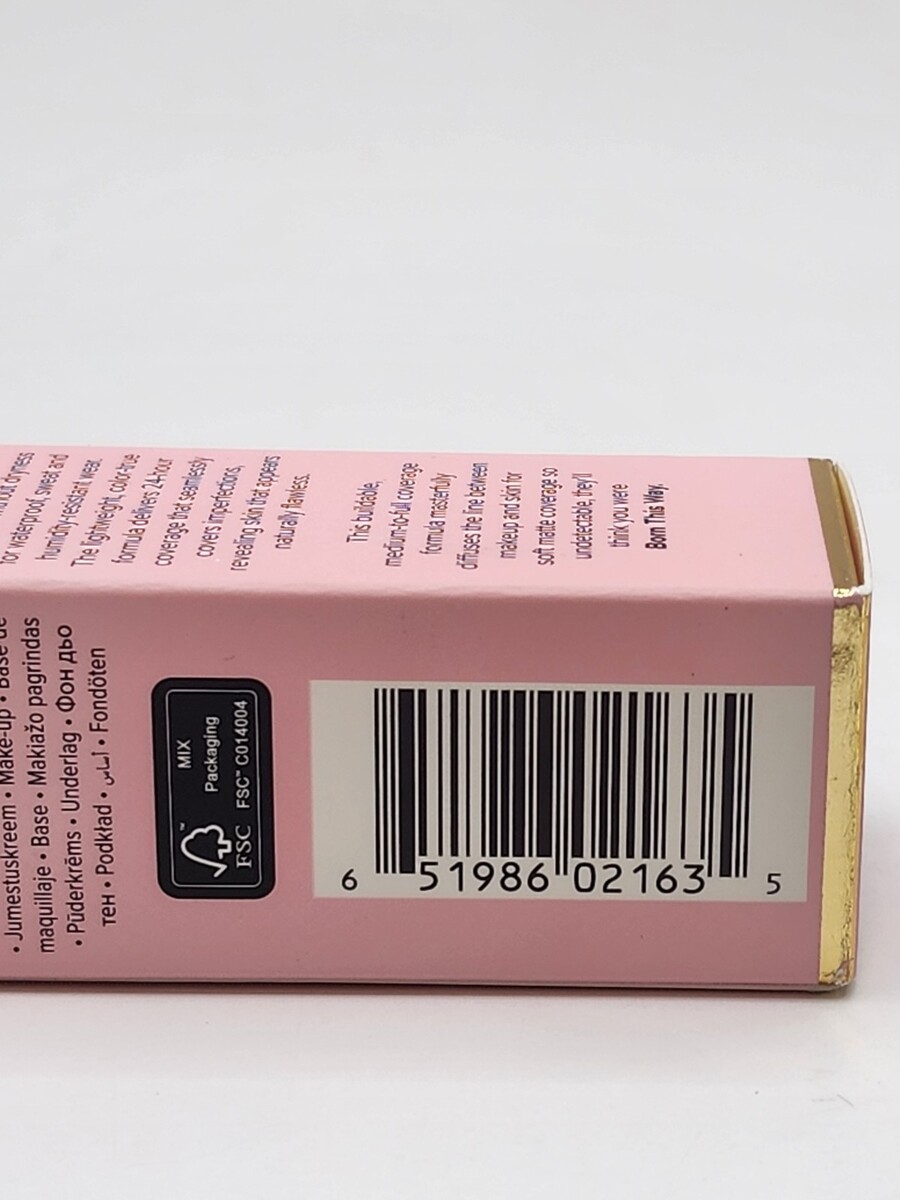 for waterproof, sweat and
humidity-resistant wear.
The lightweight, color-true
formula delivers 24-hour
coverage that seamlessly
covers imperfections,
revealing skin that appears
naturally flawless.
This buildable,
medium-to-full coverage
formula masterfully
diffuses the line between
makeup and skin for
soft matte coverage so
undetectable, they'll
think you were
Born This Way.
• Jumestuskreem • Make-up • Base de
maquillaje • Base • Makiažo pagrindas
• Pūderkrēms • Underlag • Фон дьо
тен • Podkład • أساس • Fondöten
MIX
Packaging
FSC™ C014004
FSC
6 51986 02163 5